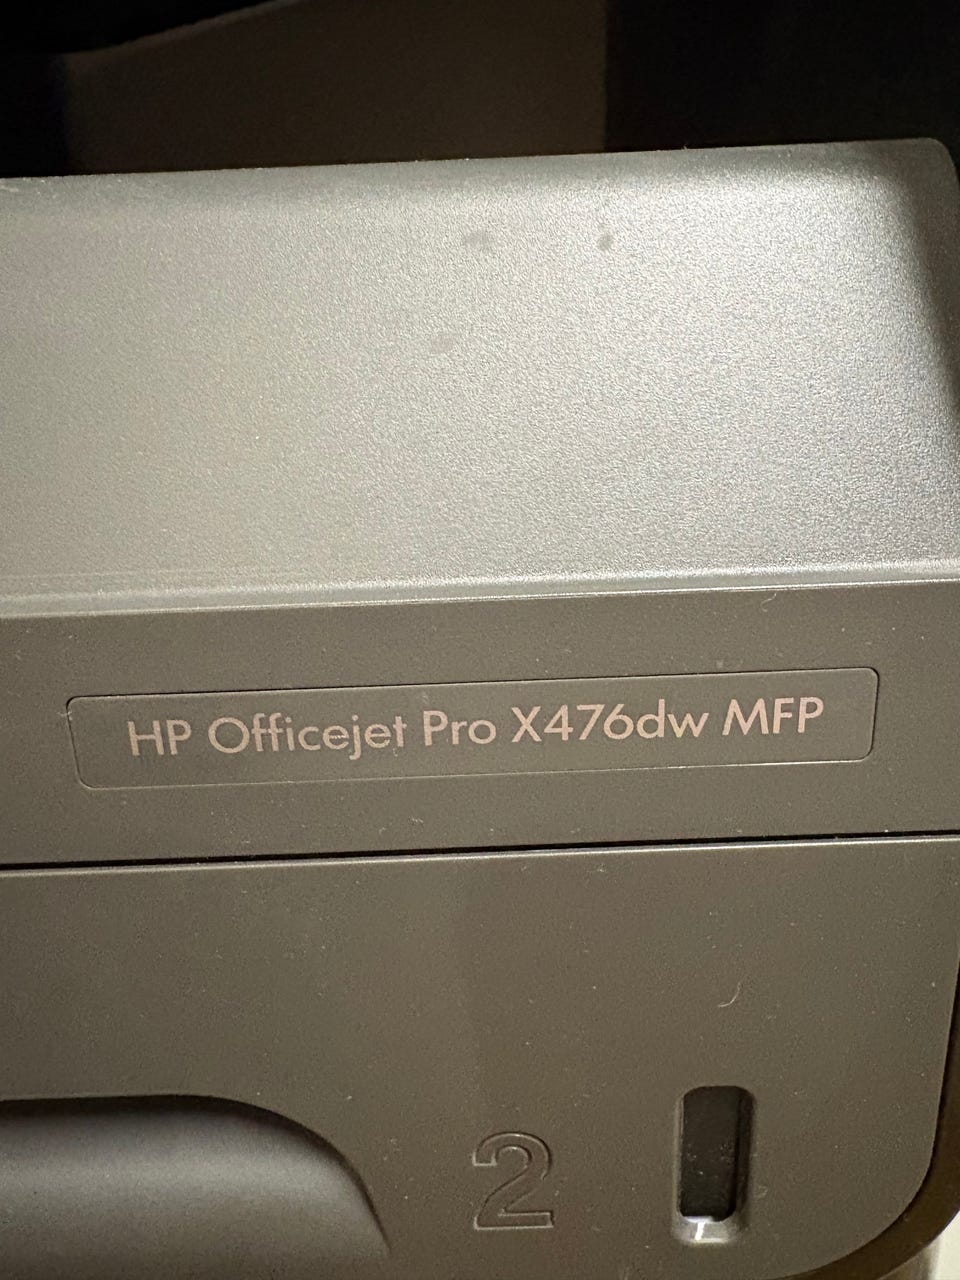 HP Officejet Pro X476dw MFP
2